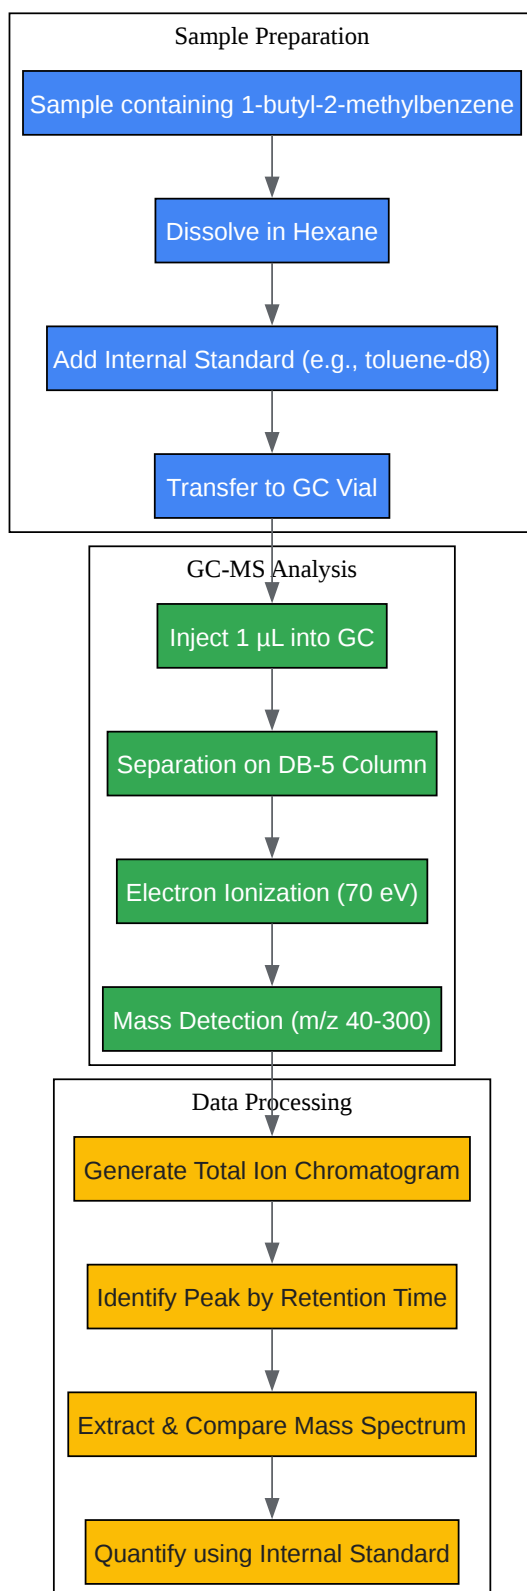 Sample Preparation
Sample containing 1-butyl-2-methylbenzene
Dissolve in Hexane
Add Internal Standard (e.g., toluene-d8)
Transfer to GC Vial
GC-MS Analysis
Inject 1 µL into GC
Separation on DB-5 Column
Electron Ionization (70 eV)
Mass Detection (m/z 40-300)
Data Processing
Generate Total Ion Chromatogram
Identify Peak by Retention Time
Extract & Compare Mass Spectrum
Quantify using Internal Standard